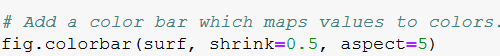 # Add a color bar which maps values to colors.
fig.colorbar(surf, shrink=0.5, aspect=5)